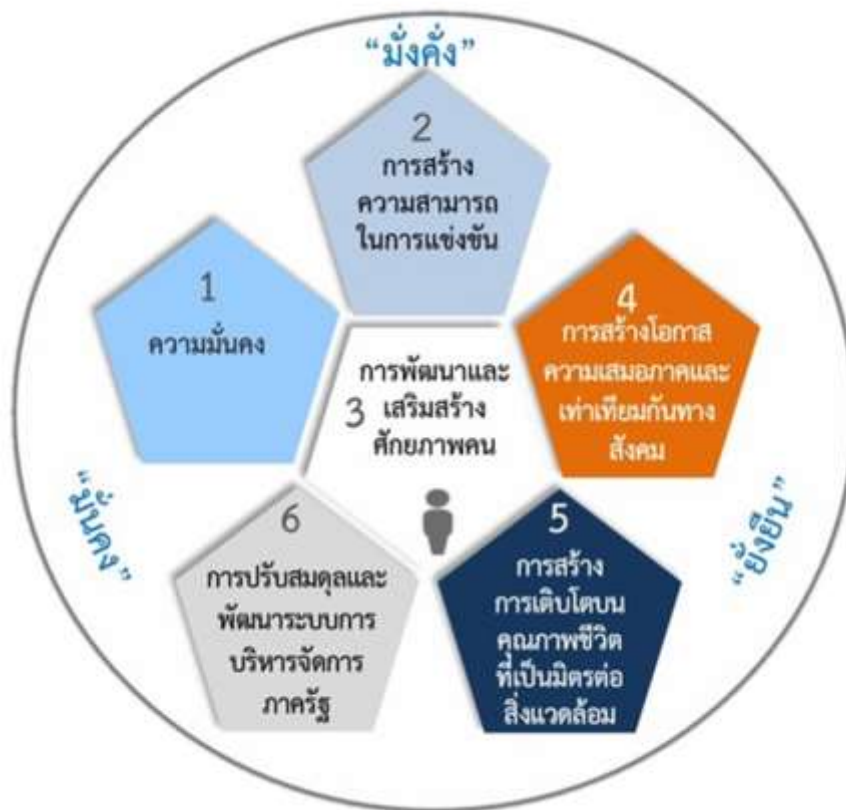 “มั่งคั่ง”
2
การสร้าง
ความสามารถ
ในการแข่งขัน
1
ความมั่นคง
3
การพัฒนาและ
เสริมสร้าง
ศักยภาพคน
4
การสร้างโอกาส
ความเสมอภาคและ
เท่าเทียมกันทาง
สังคม
“มั่นคง”
“ยั่งยืน”
6
การปรับสมดุลและ
พัฒนาระบบการ
บริหารจัดการ
ภาครัฐ
5
การสร้าง
การเติบโตบน
คุณภาพชีวิต
ที่เป็นมิตรต่อ
สิ่งแวดล้อม